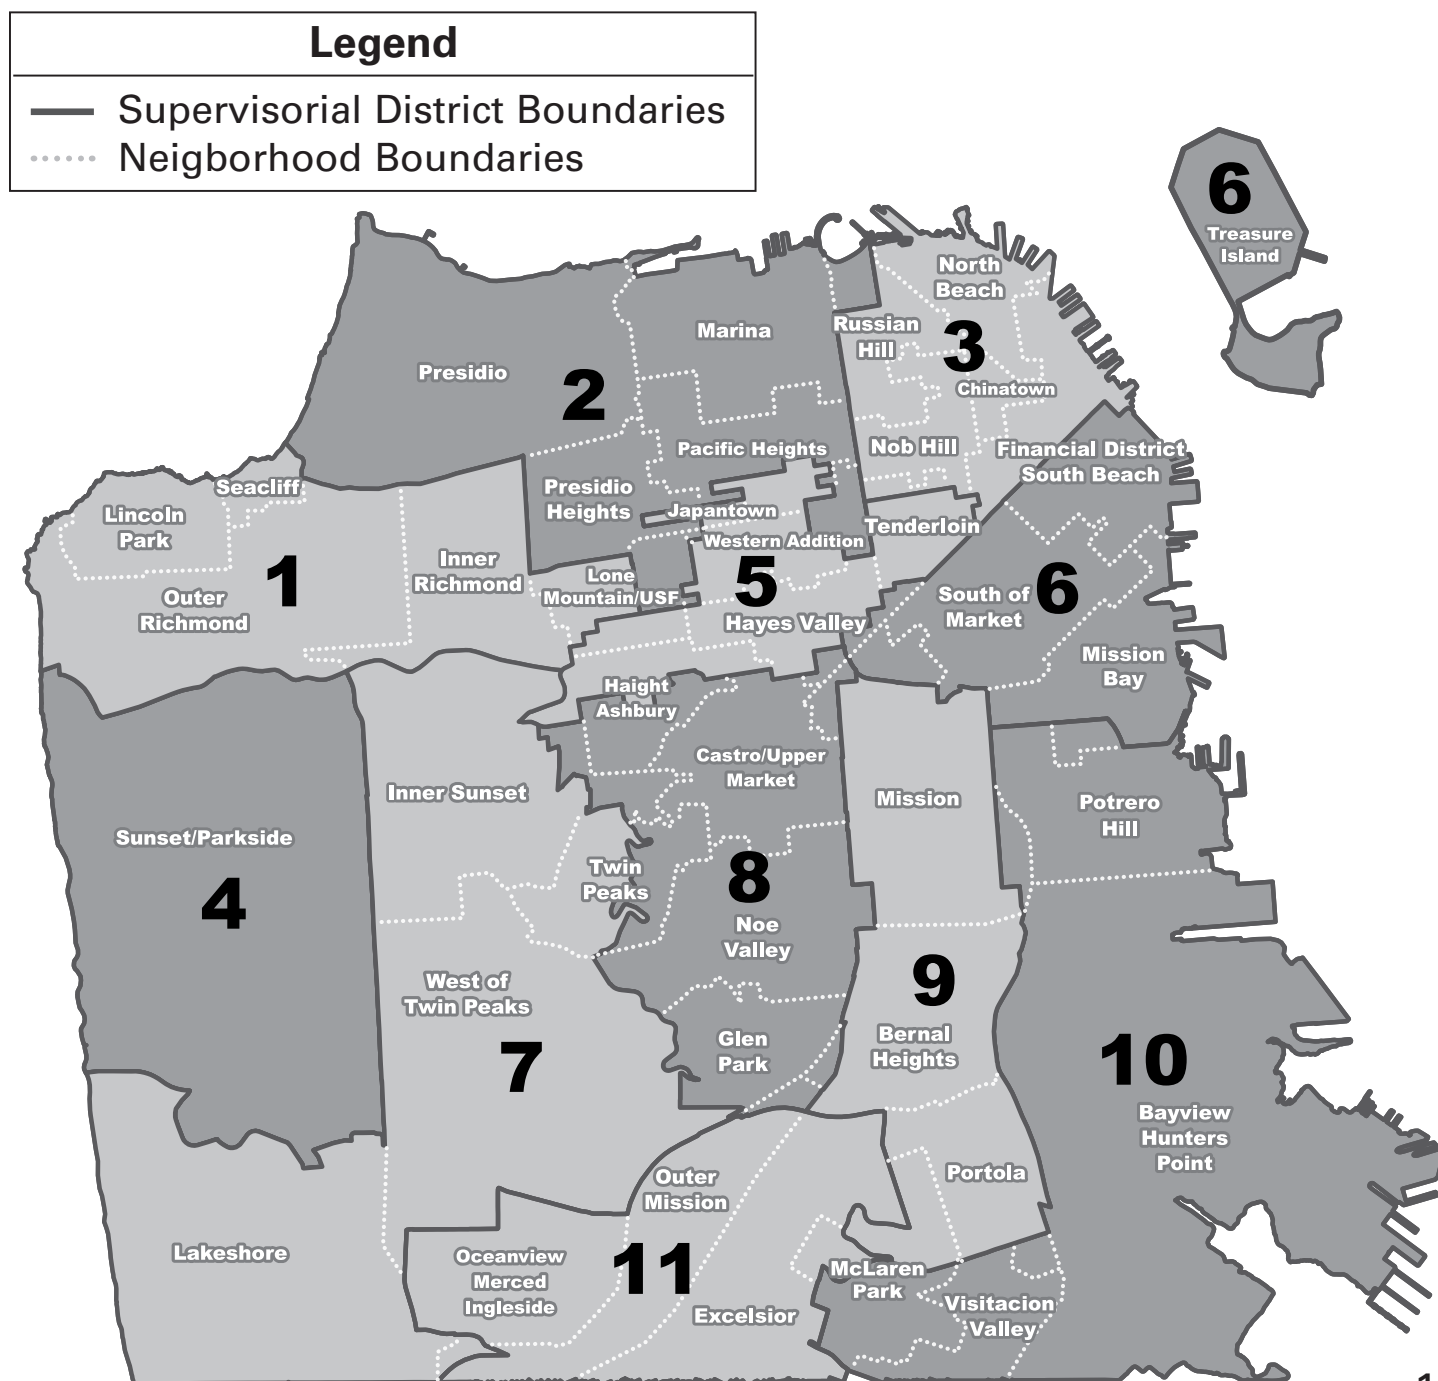 Legend
Supervisorial District Boundaries
Neigborhood Boundaries
6
Treasure
Island
North
Beach
Marina
Russian
Hill
3
Presidio
2
Chinatown
Pacific Heights
Nob Hill
Financial District
South Beach
Seacliff
Presidio
Heights
Lincoln
Park
Japantown
Tenderloin
Western Addition
1
Inner
Richmond
Lone
Mountain/USF
5
South of
Market
6
Outer
Richmond
Hayes Valley
Mission
Bay
Haight
Ashbury
Castro/Upper
Market
Inner Sunset
Mission
Potrero
Hill
Sunset/Parkside
Twin
Peaks
8
4
Noe
Valley
West of
Twin Peaks
9
Glen
Park
Bernal
Heights
7
10
Bayview
Hunters
Point
Outer
Mission
Portola
Lakeshore
Oceanview
Merced
Ingleside
11
McLaren
Park
Excelsior
Visitacion
Valley